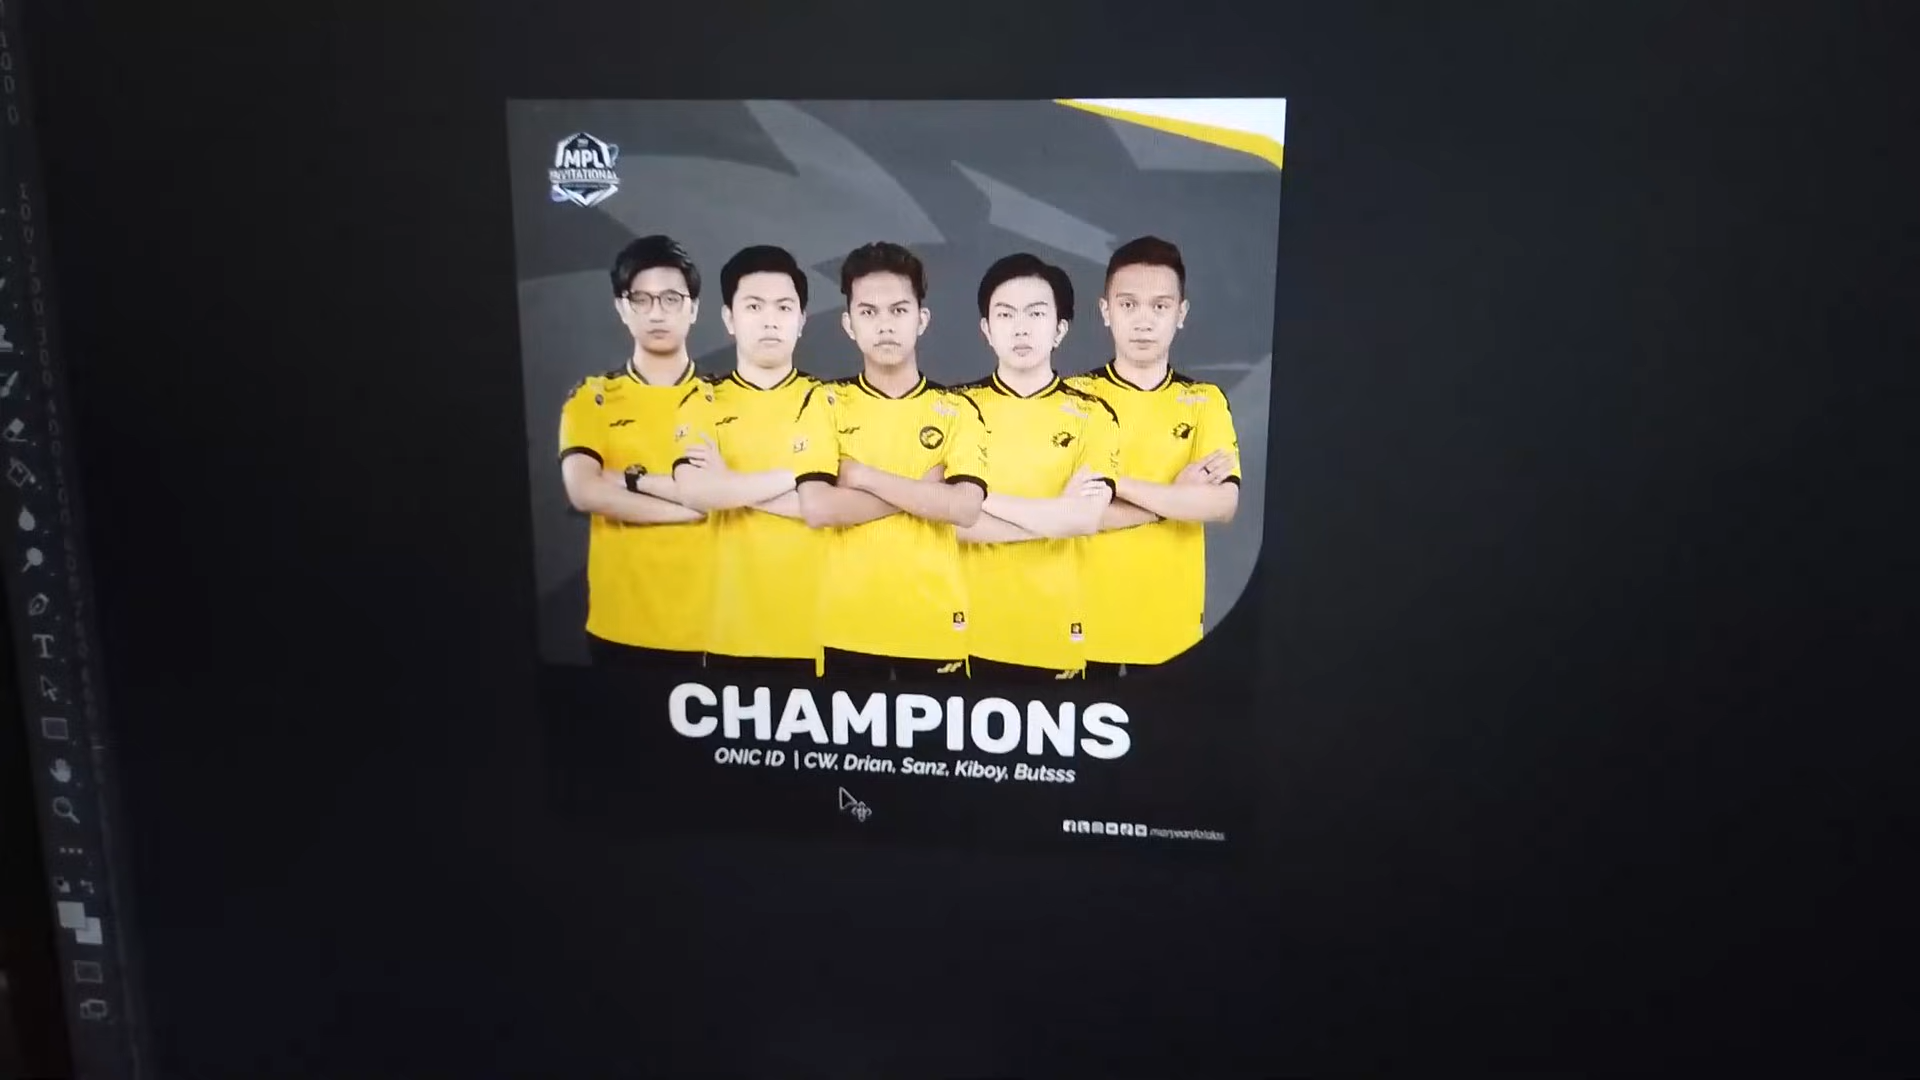 MPL
INVITATIONAL
CHAMPIONS
ONIC ID | CW, Drian, Sanz, Kiboy, Butsss